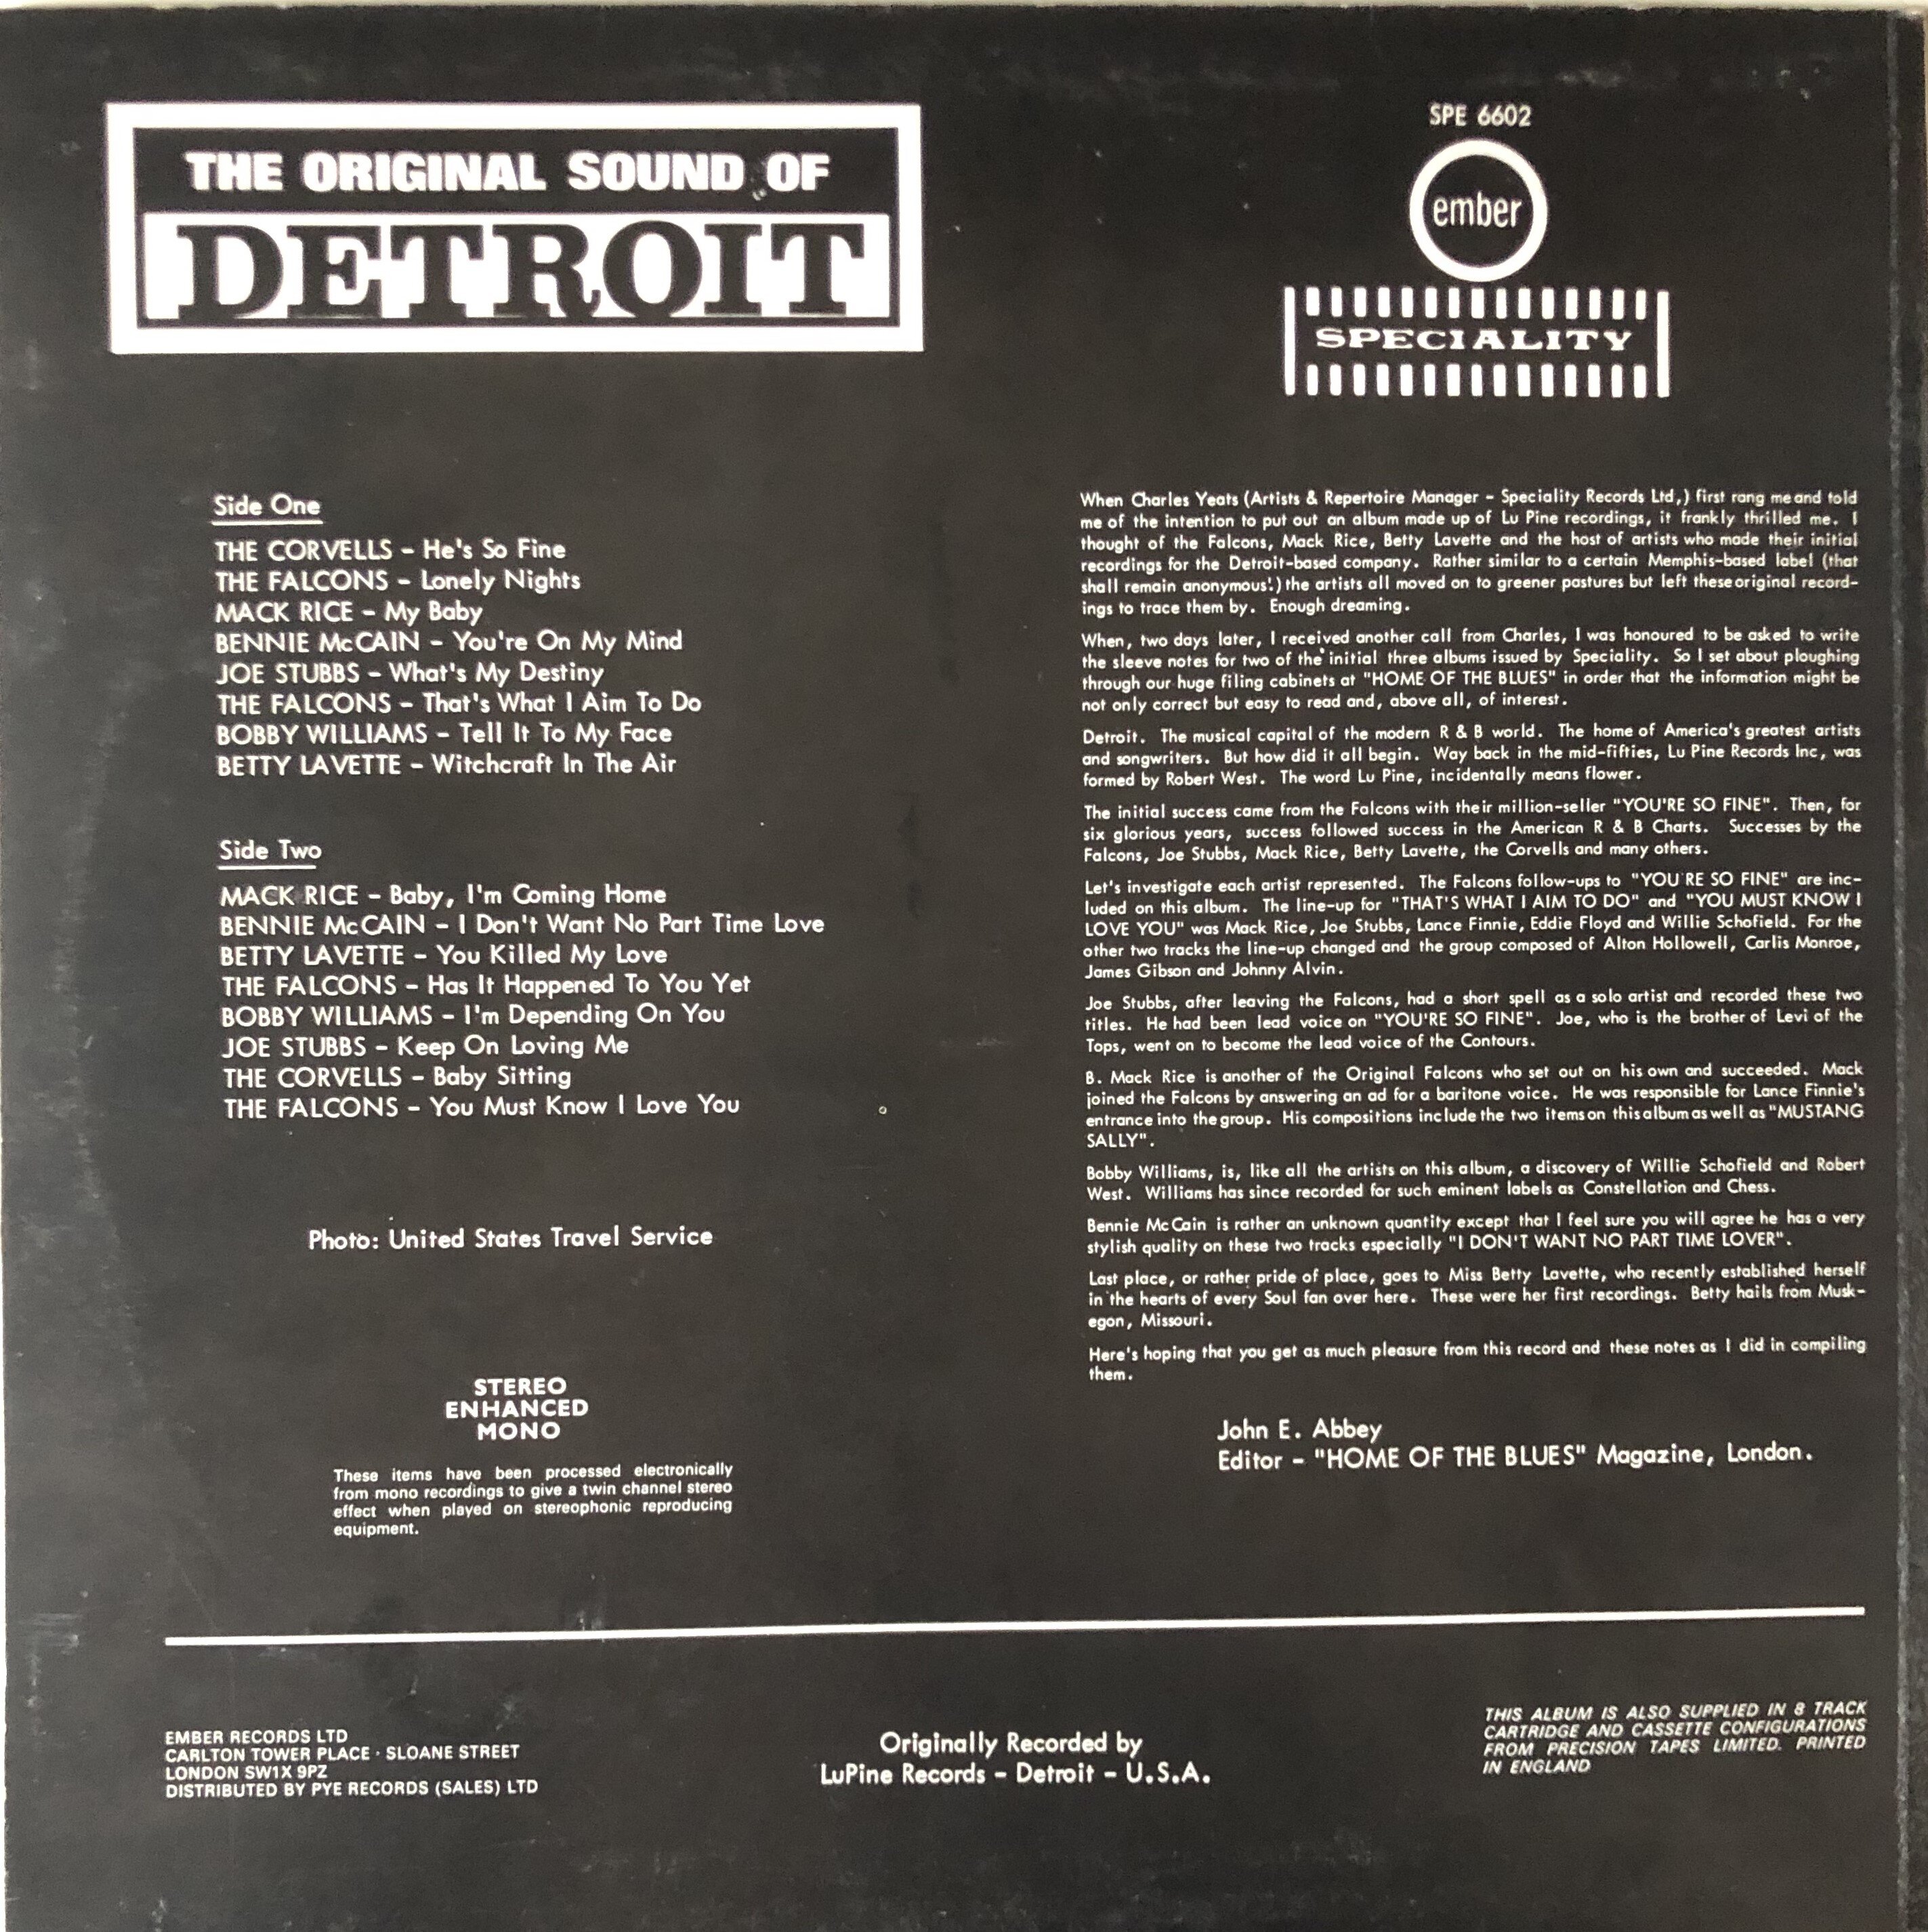 THE ORIGINAL SOUND OF
DETROIT
SPE 6602
ember
SPECIALITY
Side One
THE CORVELLS - He's So Fine
THE FALCONS - Lonely Nights
MACK RICE - My Baby
BENNIE McCAIN - You're On My Mind
JOE STUBBS - What's My Destiny
THE FALCONS - That's What I Aim To Do
BOBBY WILLIAMS - Tell It To My Face
BETTY LAVETTE - Witchcraft In The Air
Side Two
MACK RICE - Baby, I'm Coming Home
BENNIE McCAIN - I Don't Want No Part Time Love
BETTY LAVETTE - You Killed My Love
THE FALCONS - Has It Happened To You Yet
BOBBY WILLIAMS - I'm Depending On You
JOE STUBBS - Keep On Loving Me
THE CORVELLS - Baby Sitting
THE FALCONS - You Must Know I Love You
Photo: United States Travel Service
STEREO
ENHANCED
MONO
These items have been processed electronically
from mono recordings to give a twin channel stereo
effect when played on stereophonic reproducing
equipment.
When Charles Yeats (Artists & Repertoire Manager - Speciality Records Ltd,) first rang me and told
me of the intention to put out an album made up of Lu Pine recordings, it frankly thrilled me. I
thought of the Falcons, Mack Rice, Betty Lavette and the host of artists who made their initial
recordings for the Detroit-based company. Rather similar to a certain Memphis-based label (that
shall remain anonymous!) the artists all moved on to greener pastures but left these original record-
ings to trace them by. Enough dreaming.
When, two days later, I received another call from Charles, I was honoured to be asked to write
the sleeve notes for two of the initial three albums issued by Speciality. So I set about ploughing
through our huge filing cabinets at "HOME OF THE BLUES" in order that the information might be
not only correct but easy to read and, above all, of interest.
Detroit. The musical capital of the modern R & B world. The home of America's greatest artists
and songwriters. But how did it all begin. Way back in the mid-fifties, Lu Pine Records Inc, was
formed by Robert West. The word Lu Pine, incidentally means flower.
The initial success came from the Falcons with their million-seller "YOU'RE SO FINE". Then, for
six glorious years, success followed success in the American R & B Charts. Successes by the
Falcons, Joe Stubbs, Mack Rice, Betty Lavette, the Corvells and many others.
Let's investigate each artist represented. The Falcons follow-ups to "YOU'RE SO FINE" are inc-
luded on this album. The line-up for "THAT'S WHAT I AIM TO DO" and "YOU MUST KNOW I
LOVE YOU" was Mack Rice, Joe Stubbs, Lance Finnie, Eddie Floyd and Willie Schofield. For the
other two tracks the line-up changed and the group composed of Alton Hollowell, Carlis Monroe,
James Gibson and Johnny Alvin.
Joe Stubbs, after leaving the Falcons, had a short spell as a solo artist and recorded these two
titles. He had been lead voice on "YOU'RE SO FINE". Joe, who is the brother of Levi of the
Tops, went on to become the lead voice of the Contours.
B. Mack Rice is another of the Original Falcons who set out on his own and succeeded. Mack
joined the Falcons by answering an ad for a baritone voice. He was responsible for Lance Finnie's
entrance into the group. His compositions include the two items on this album as well as "MUSTANG
SALLY".
Bobby Williams, is, like all the artists on this album, a discovery of Willie Schofield and Robert
West. Williams has since recorded for such eminent labels as Constellation and Chess.
Bennie McCain is rather an unknown quantity except that I feel sure you will agree he has a very
stylish quality on these two tracks especially "I DON'T WANT NO PART TIME LOVER".
Last place, or rather pride of place, goes to Miss Betty Lavette, who recently established herself
in the hearts of every Soul fan over here. These were her first recordings. Betty hails from Musk-
egon, Missouri.
Here's hoping that you get as much pleasure from this record and these notes as I did in compiling
them.
John E. Abbey
Editor - "HOME OF THE BLUES" Magazine, London.
EMBER RECORDS LTD
CARLTON TOWER PLACE · SLOANE STREET
LONDON SW1X 9PZ
DISTRIBUTED BY PYE RECORDS (SALES) LTD
Originally Recorded by
LuPine Records - Detroit - U.S.A.
THIS ALBUM IS ALSO SUPPLIED IN 8 TRACK
CARTRIDGE AND CASSETTE CONFIGURATIONS
FROM PRECISION TAPES LIMITED. PRINTED
IN ENGLAND